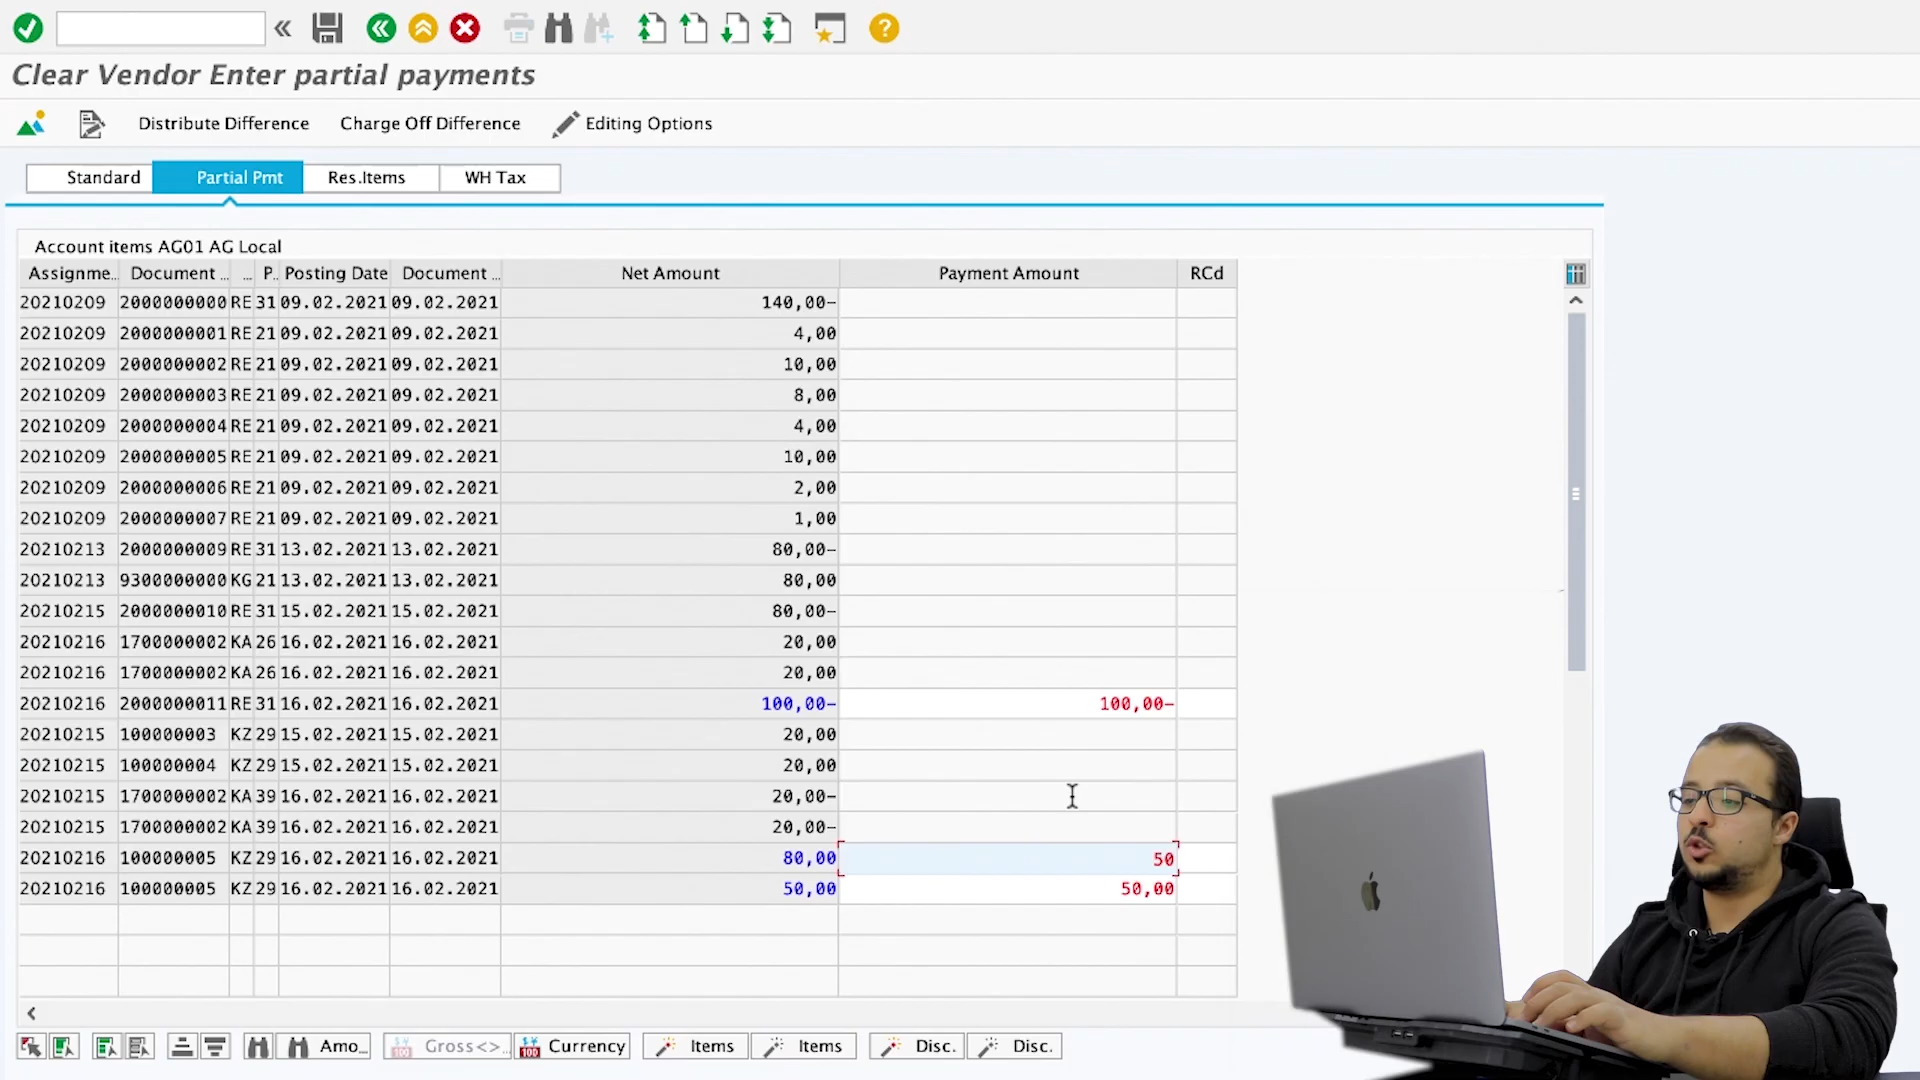 Clear Vendor Enter partial payments
Distribute Difference Charge Off Difference Editing Options
Standard Partial Pmt Res.Items WH Tax
Account items AG01 AG Local
Assignme.. Document .. ... P.. Posting Date Document .. Net Amount Payment Amount RCd
20210209 2000000000 RE 31 09.02.2021 09.02.2021 140,00-
20210209 2000000001 RE 21 09.02.2021 09.02.2021 4,00
20210209 2000000002 RE 21 09.02.2021 09.02.2021 10,00
20210209 2000000003 RE 21 09.02.2021 09.02.2021 8,00
20210209 2000000004 RE 21 09.02.2021 09.02.2021 4,00
20210209 2000000005 RE 21 09.02.2021 09.02.2021 10,00
20210209 2000000006 RE 21 09.02.2021 09.02.2021 2,00
20210209 2000000007 RE 21 09.02.2021 09.02.2021 1,00
20210213 2000000009 RE 31 13.02.2021 13.02.2021 80,00-
20210213 9300000000 KG 21 13.02.2021 13.02.2021 80,00
20210215 2000000010 RE 31 15.02.2021 15.02.2021 80,00-
20210216 1700000002 KA 26 16.02.2021 16.02.2021 20,00
20210216 1700000002 KA 26 16.02.2021 16.02.2021 20,00
20210216 2000000011 RE 31 16.02.2021 16.02.2021 100,00- 100,00-
20210215 100000003 KZ 29 15.02.2021 15.02.2021 20,00
20210215 100000004 KZ 29 15.02.2021 15.02.2021 20,00
20210215 1700000002 KA 39 16.02.2021 16.02.2021 20,00-
20210215 1700000002 KA 39 16.02.2021 16.02.2021 20,00-
20210216 100000005 KZ 29 16.02.2021 16.02.2021 80,00 50
20210216 100000005 KZ 29 16.02.2021 16.02.2021 50,00 50,00
Amo... Gross<>... Currency Items Items Disc. Disc.